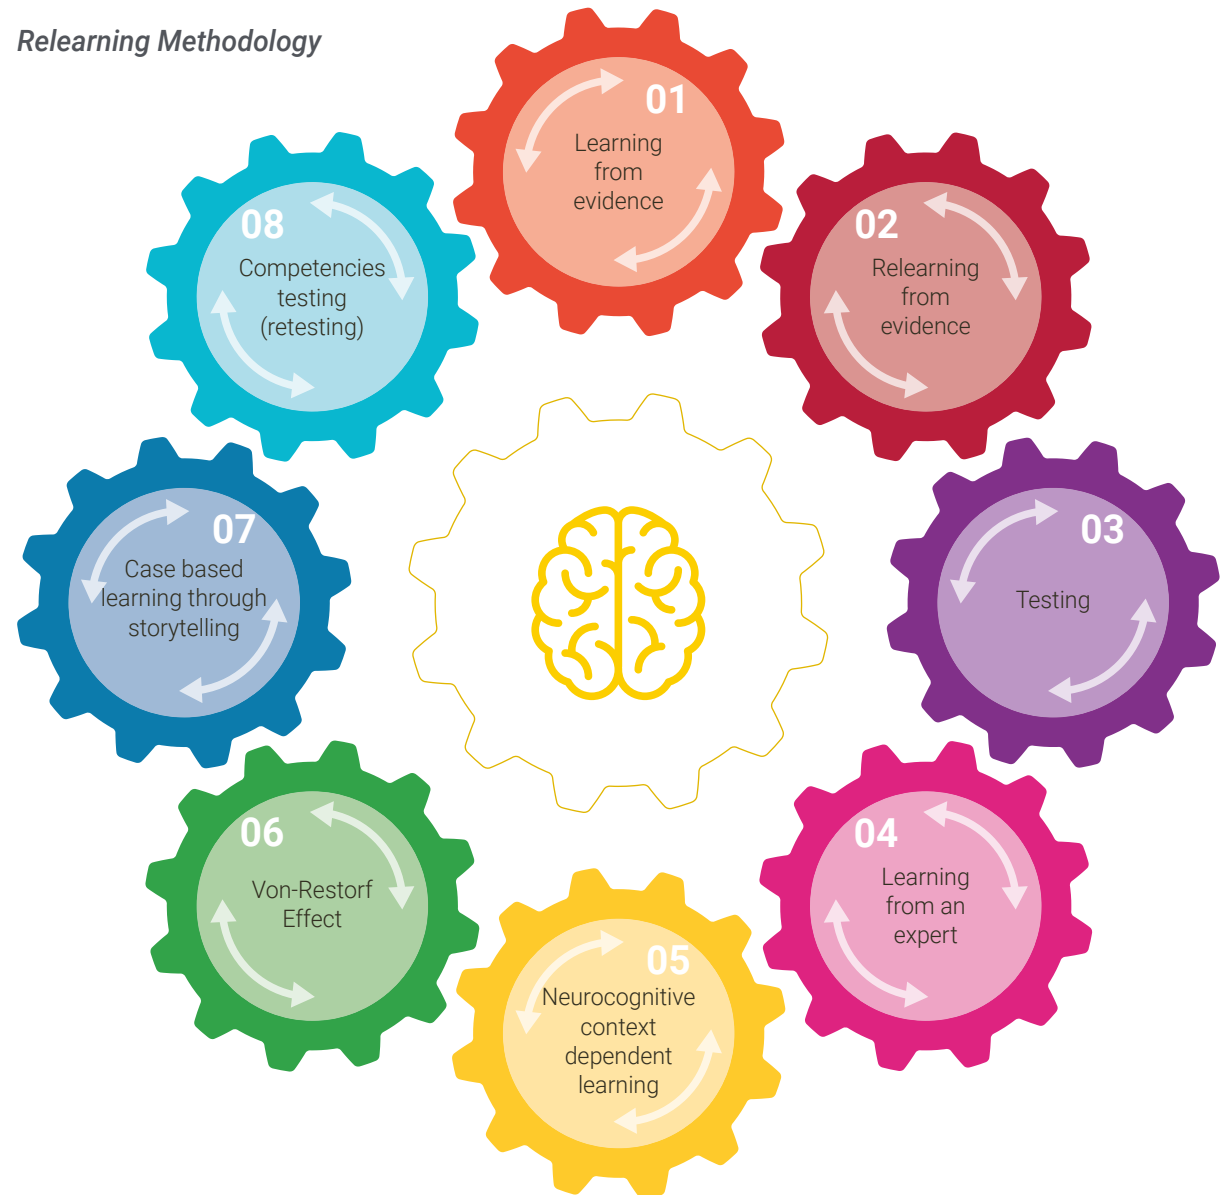 Relearning Methodology
01
Learning
from
evidence
02
Relearning
from
evidence
03
Testing
04
Learning
from an
expert
05
Neurocognitive
context
dependent
learning
06
Von-Restorf
Effect
07
Case based
learning through
storytelling
08
Competencies
testing
(retesting)